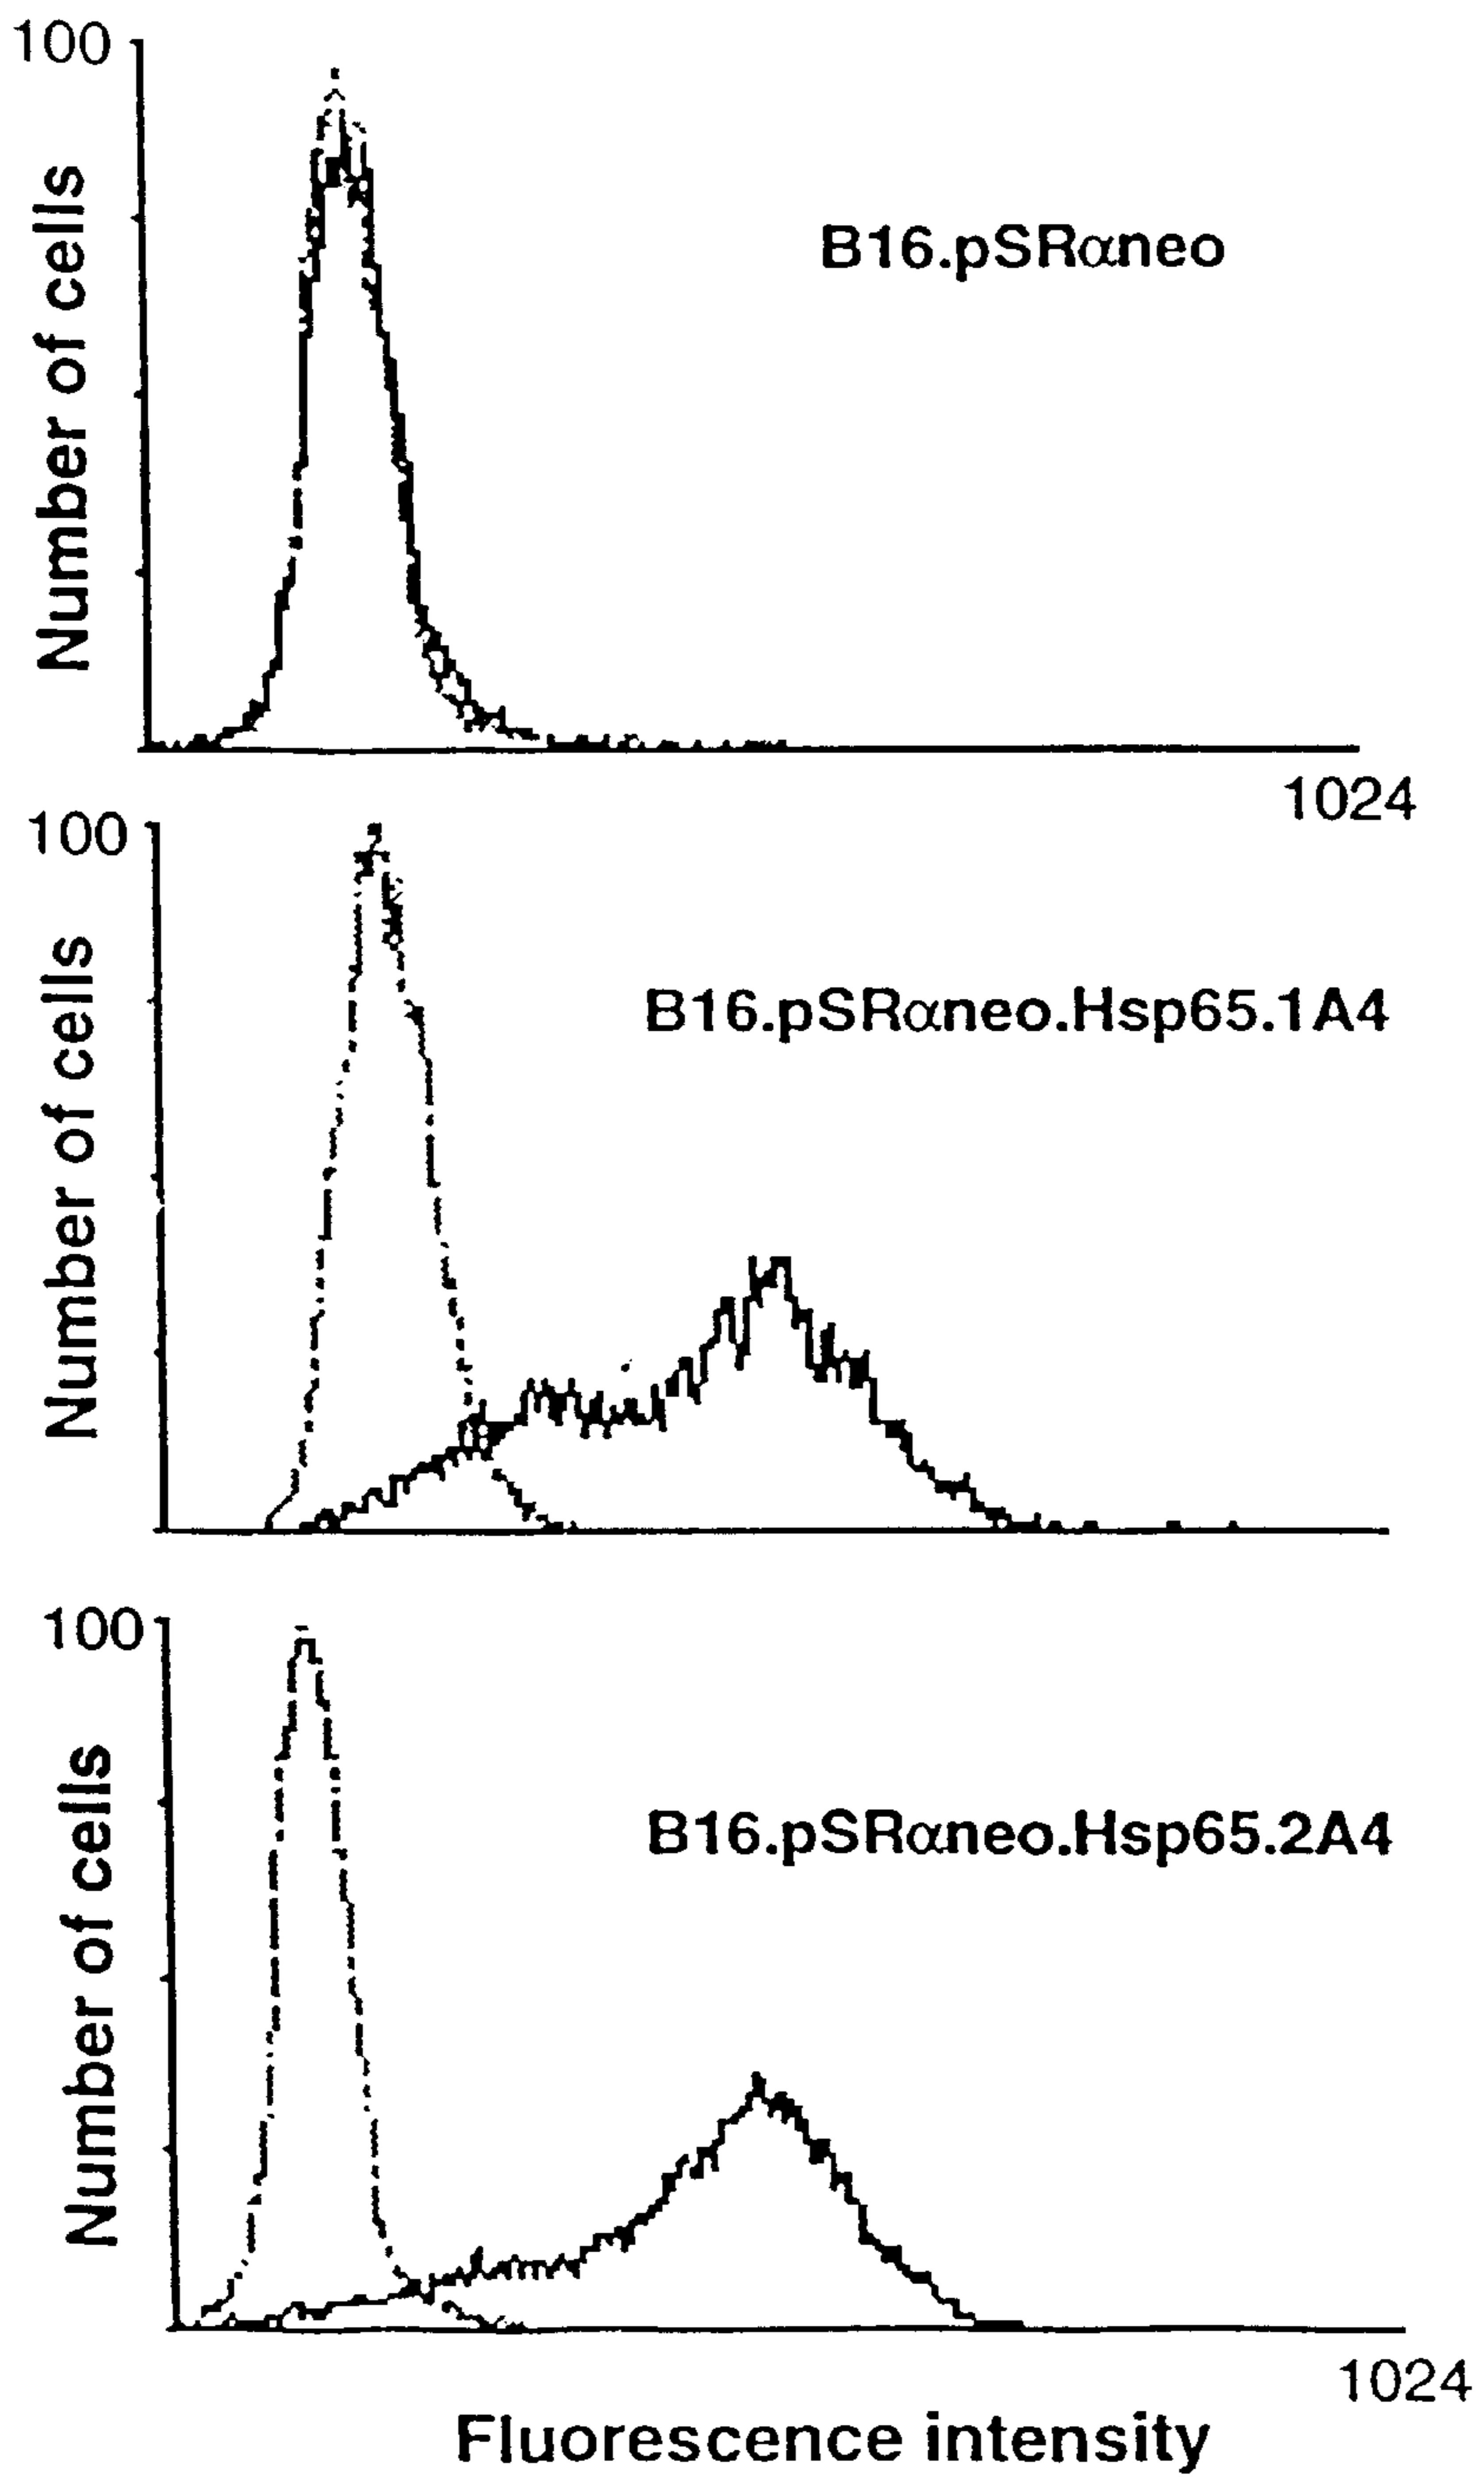 100
Number of cells
B16.pSRαneo
1024
100
Number of cells
B16.pSRαneo.Hsp65.1A4
100
Number of cells
B16.pSRαneo.Hsp65.2A4
1024
Fluorescence intensity